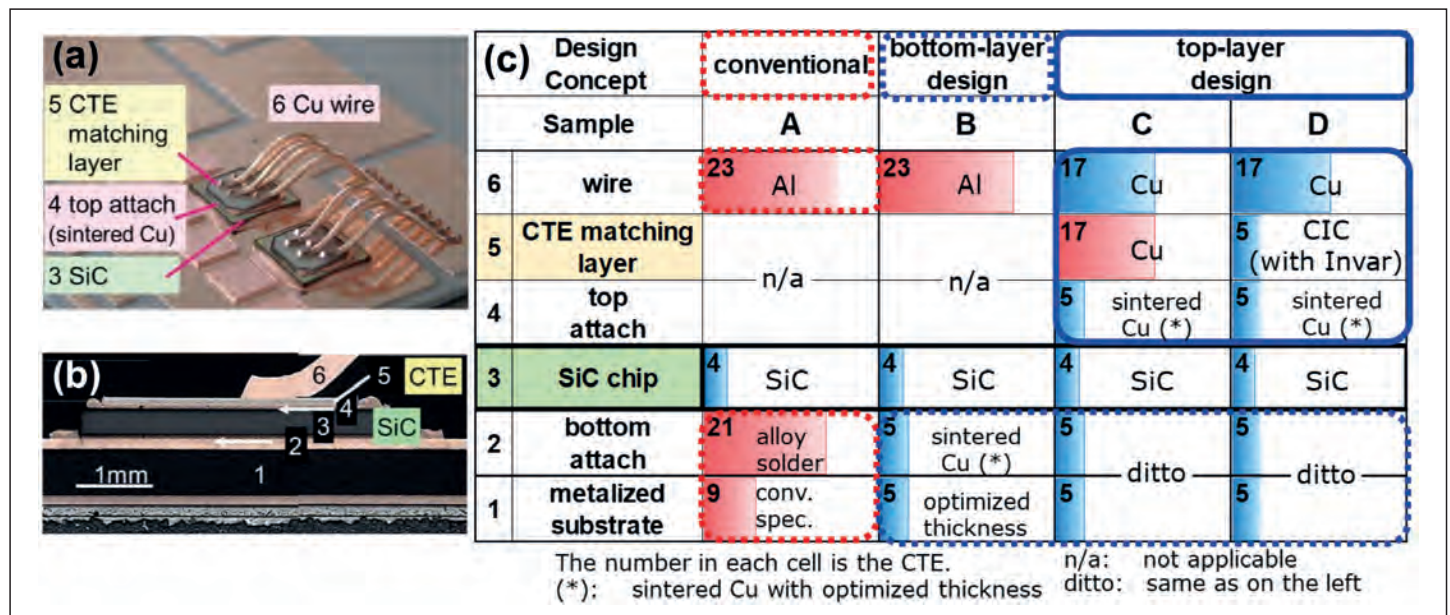 (a)
5 CTE
matching
layer
6 Cu wire
4 top attach
(sintered Cu)
3 SiC
(b)
6
5
CTE
4
3
SiC
2
1mm
1
(c)
Design
Concept
conventional
bottom-layer
design
top-layer
design
Sample
A
B
C
D
6
wire
23
Al
23
Al
17
Cu
17
Cu
5
CTE matching
layer
n/a
n/a
17
Cu
5
CIC
(with Invar)
4
top
attach
5
sintered
Cu (*)
5
sintered
Cu (*)
3
SiC chip
4
SiC
4
SiC
4
SiC
4
SiC
2
bottom
attach
21
alloy
solder
5
sintered
Cu (*)
5
ditto
5
ditto
1
metalized
substrate
9
conv.
spec.
5
optimized
thickness
5
5
The number in each cell is the CTE.
(*): sintered Cu with optimized thickness
n/a: not applicable
ditto: same as on the left